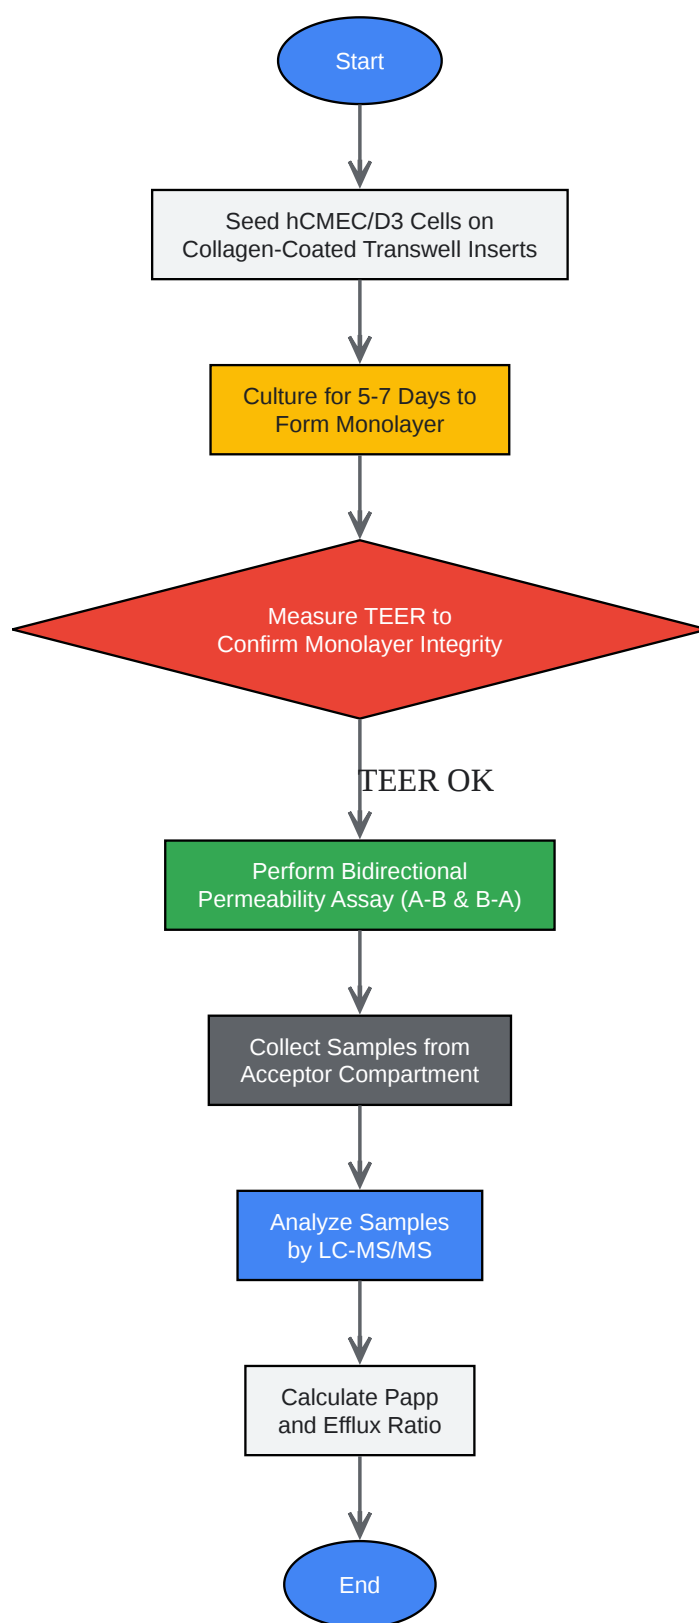 Start
Seed hCMEC/D3 Cells on
Collagen-Coated Transwell Inserts
Culture for 5-7 Days to
Form Monolayer
Measure TEER to
Confirm Monolayer Integrity
TEER OK
Perform Bidirectional
Permeability Assay (A-B & B-A)
Collect Samples from
Acceptor Compartment
Analyze Samples
by LC-MS/MS
Calculate Papp
and Efflux Ratio
End